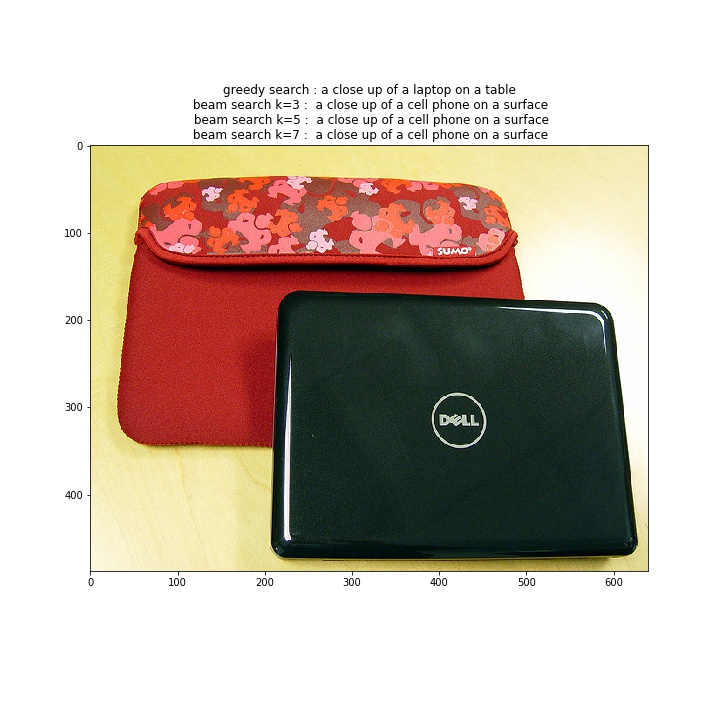 greedy search : a close up of a laptop on a table
beam search k=3 :  a close up of a cell phone on a surface
beam search k=5 :  a close up of a cell phone on a surface
beam search k=7 :  a close up of a cell phone on a surface
0
100
200
300
400
SUMO
DELL
0 100 200 300 400 500 600